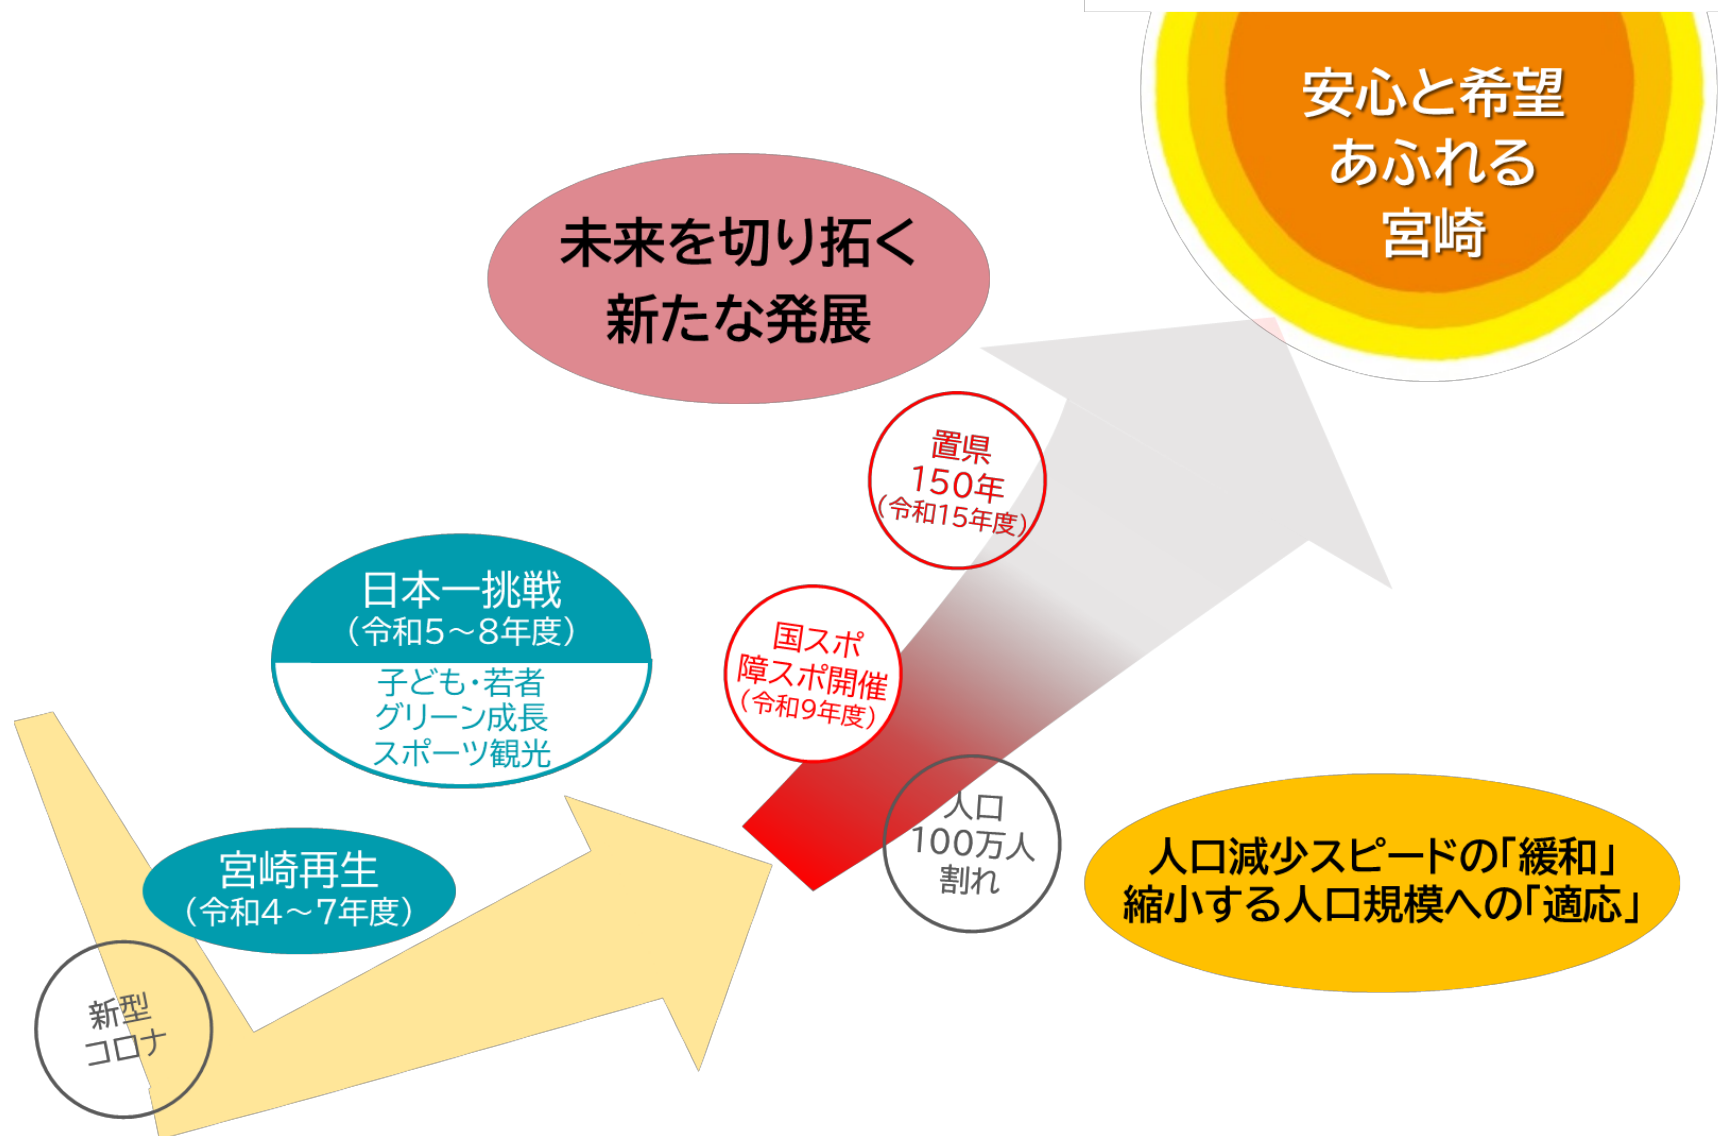 安心と希望
あふれる
宮崎
未来を切り拓く
新たな発展
置県
150年
(令和15年度)
国スポ
障スポ開催
(令和9年度)
日本一挑戦
(令和5~8年度)
子ども・若者
グリーン成長
スポーツ観光
人口
100万人
割れ
人口減少スピードの「緩和」
縮小する人口規模への「適応」
宮崎再生
(令和4~7年度)
新型
コロナ